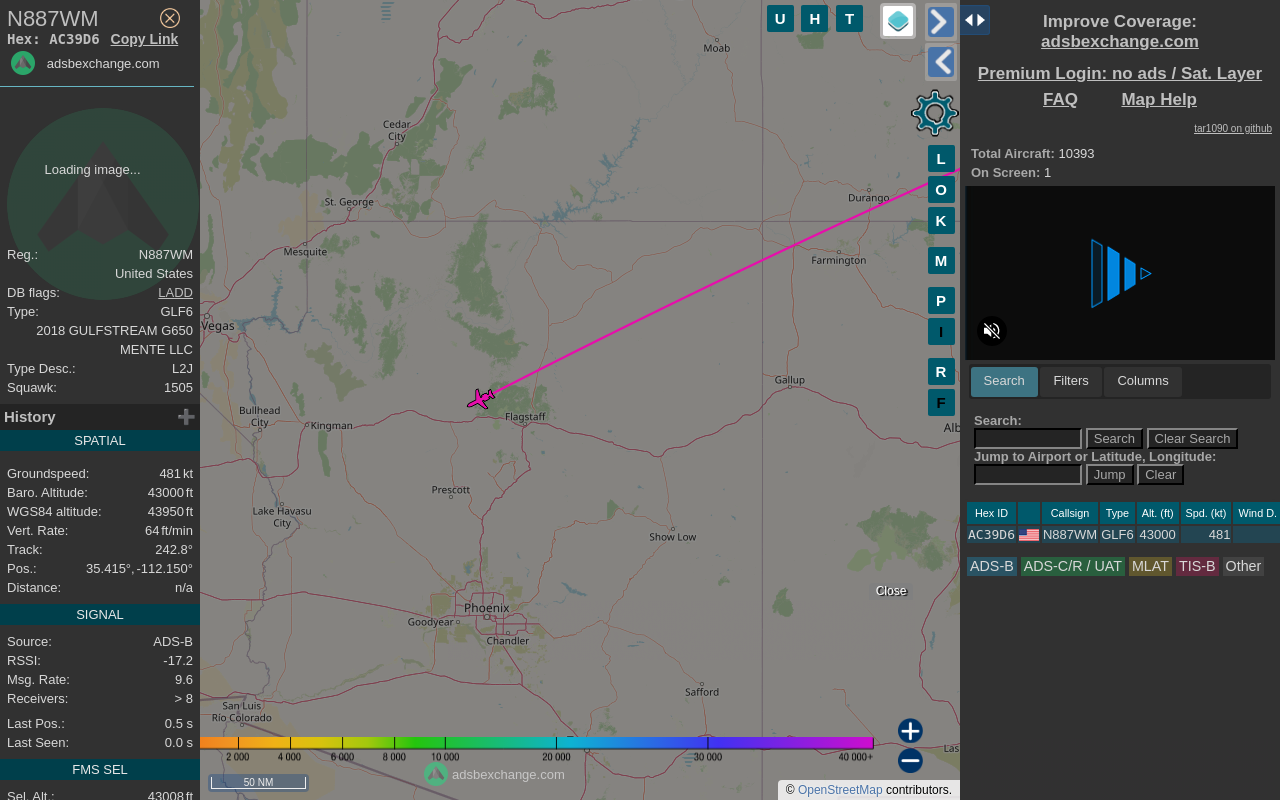 N887WM
Hex: AC39D6 Copy Link
adsbexchange.com
Loading image...
Reg.: N887WM
United States
DB flags: LADD
Type: GLF6
2018 GULFSTREAM G650
MENTE LLC
Type Desc.: L2J
Squawk: 1505
History
SPATIAL
Groundspeed: 481 kt
Baro. Altitude: 43000 ft
WGS84 altitude: 43950 ft
Vert. Rate: 64 ft/min
Track: 242.8°
Pos.: 35.415°, -112.150°
Distance: n/a
SIGNAL
Source: ADS-B
RSSI: -17.2
Msg. Rate: 9.6
Receivers: > 8
Last Pos.: 0.5 s
Last Seen: 0.0 s
FMS SEL
Sel. Alt.: 43008 ft
U H T
L
O
K
M
P
I
R
F
Moab
Cedar
City
St. George
Durango
Mesquite
Farmington
Vegas
Gallup
Bullhead
City
Kingman
Flagstaff
Alb
Prescott
Lake Havasu
City
Show Low
Close
Phoenix
Goodyear
Chandler
Safford
San Luis
Río Colorado
Las
2 000 4 000 6 000 8 000 10 000 20 000 30 000 40 000+
50 NM
adsbexchange.com
© OpenStreetMap contributors.
Improve Coverage:
adsbexchange.com
Premium Login: no ads / Sat. Layer
FAQ Map Help
tar1090 on github
Total Aircraft: 10393
On Screen: 1
Search Filters Columns
Search:
Search Clear Search
Jump to Airport or Latitude, Longitude:
Jump Clear
Hex ID Callsign Type Alt. (ft) Spd. (kt) Wind D.
AC39D6 N887WM GLF6 43000 481
ADS-B ADS-C/R / UAT MLAT TIS-B Other